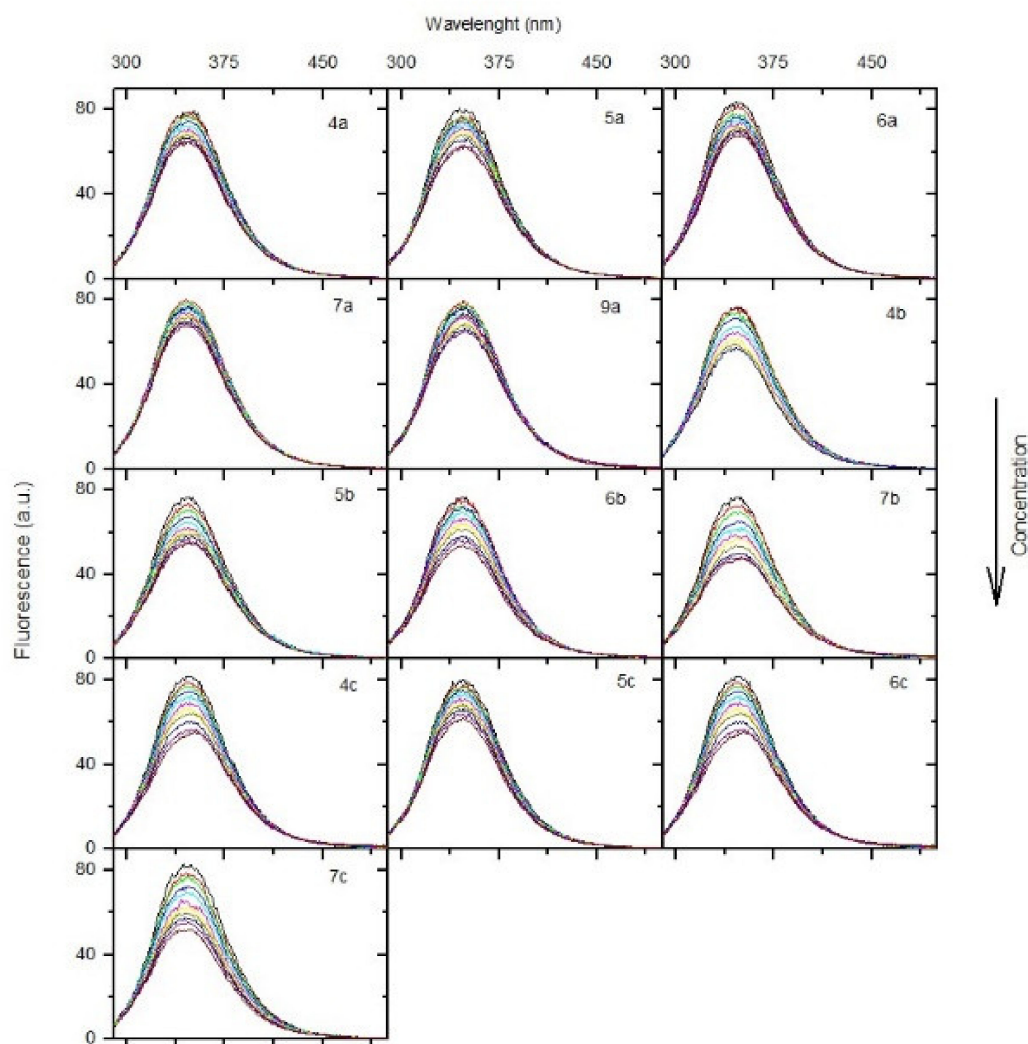 Wavelenght (nm)
300 375 450 300 375 450 300 375 450
80 4a 5a 6a
40
0
80 7a 9a 4b
40
0
80 5b 6b 7b
40
0
80 4c 5c 6c
40
0
80 7c
40
0
Fluorescence (a.u.)
Concentration